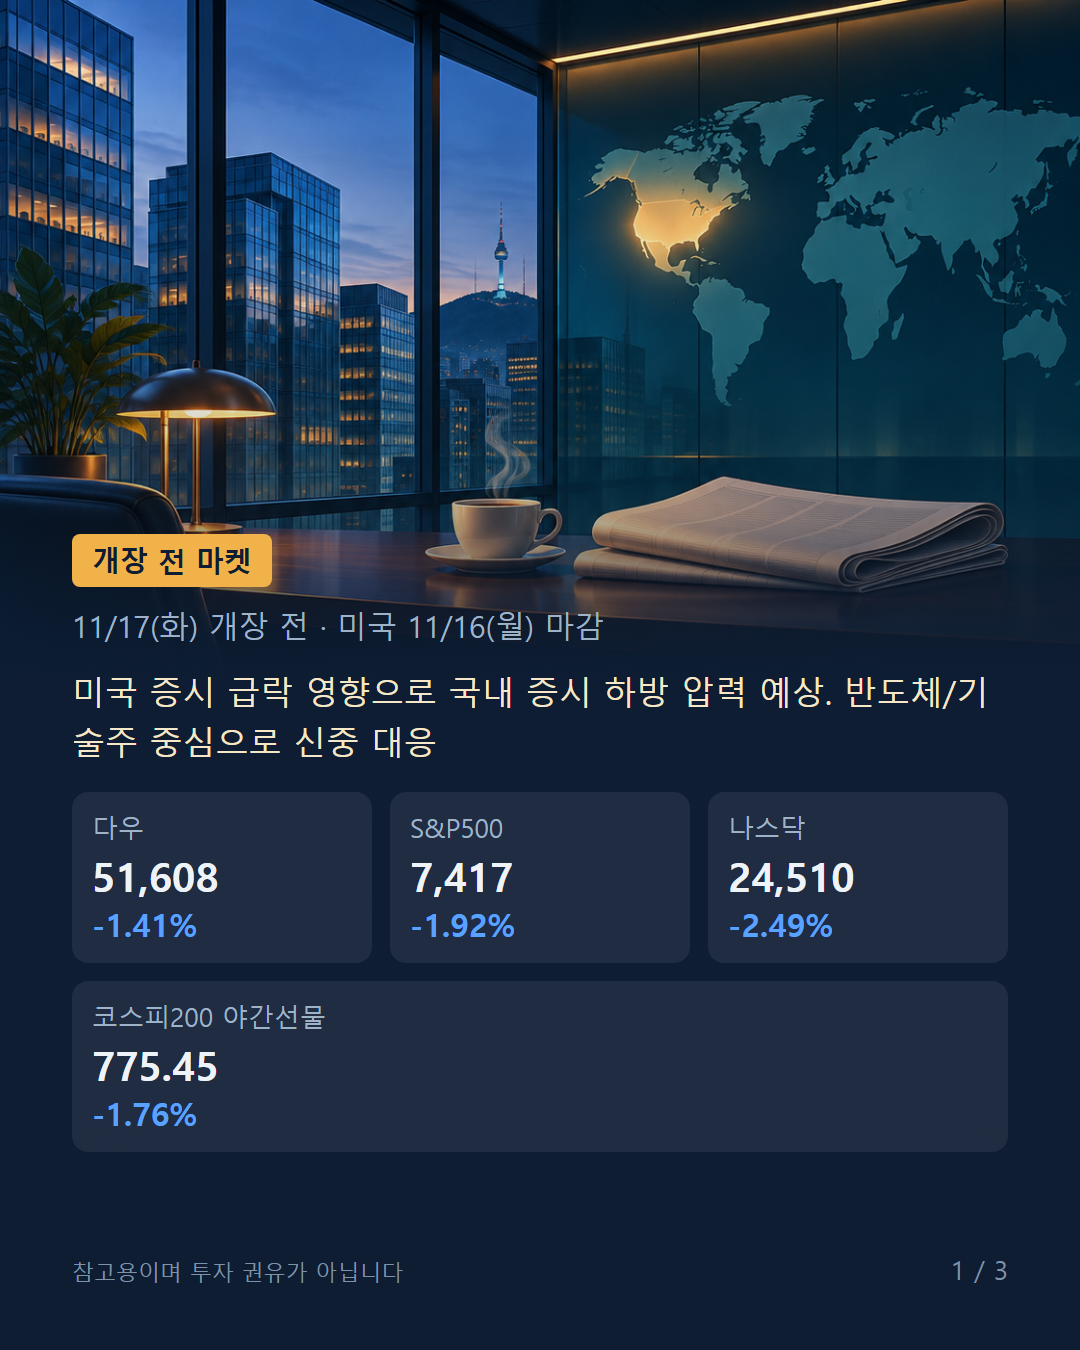 개장 전 마켓
11/17(화) 개장 전 · 미국 11/16(월) 마감
미국 증시 급락 영향으로 국내 증시 하방 압력 예상. 반도체/기
술주 중심으로 신중 대응
다우
51,608
-1.41%
S&P500
7,417
-1.92%
나스닥
24,510
-2.49%
코스피200 야간선물
775.45
-1.76%
참고용이며 투자 권유가 아닙니다
1 / 3